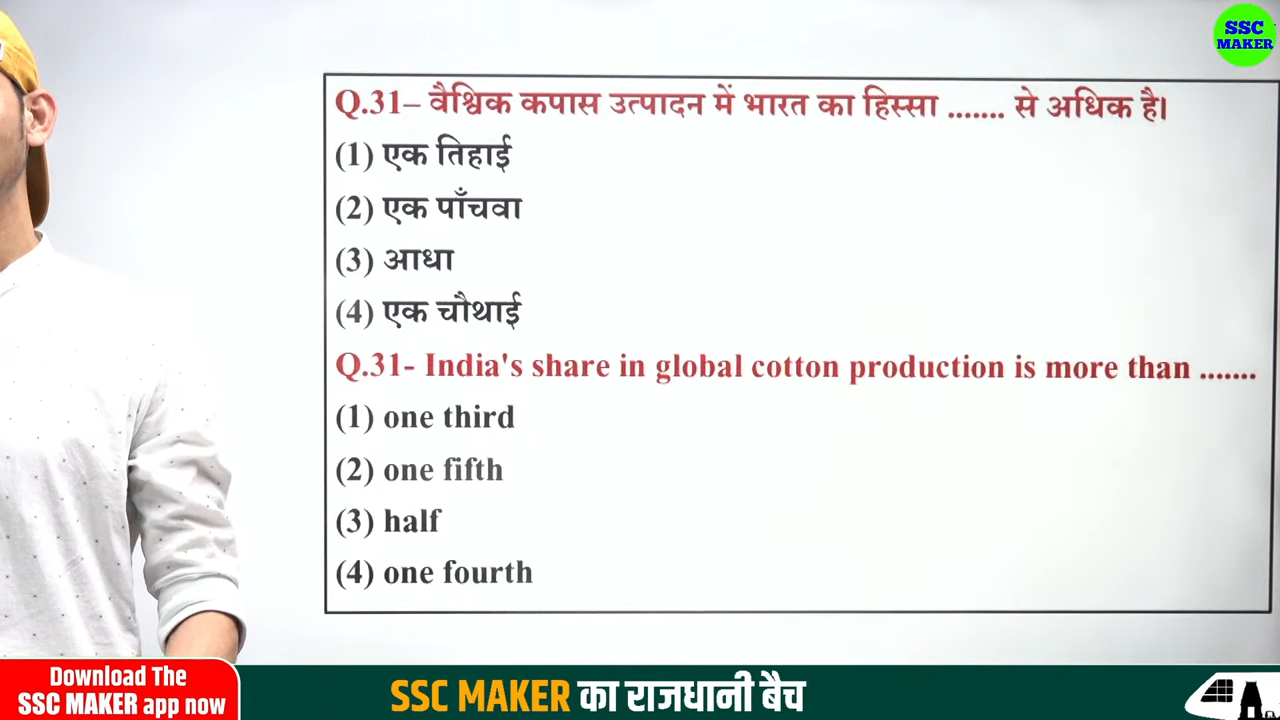 SSC
MAKER
Q.31– वैश्विक कपास उत्पादन में भारत का हिस्सा ....... से अधिक है।
(1) एक तिहाई
(2) एक पाँचवा
(3) आधा
(4) एक चौथाई
Q.31- India's share in global cotton production is more than .......
(1) one third
(2) one fifth
(3) half
(4) one fourth
Download The
SSC MAKER app now
SSC MAKER का राजधानी बैच